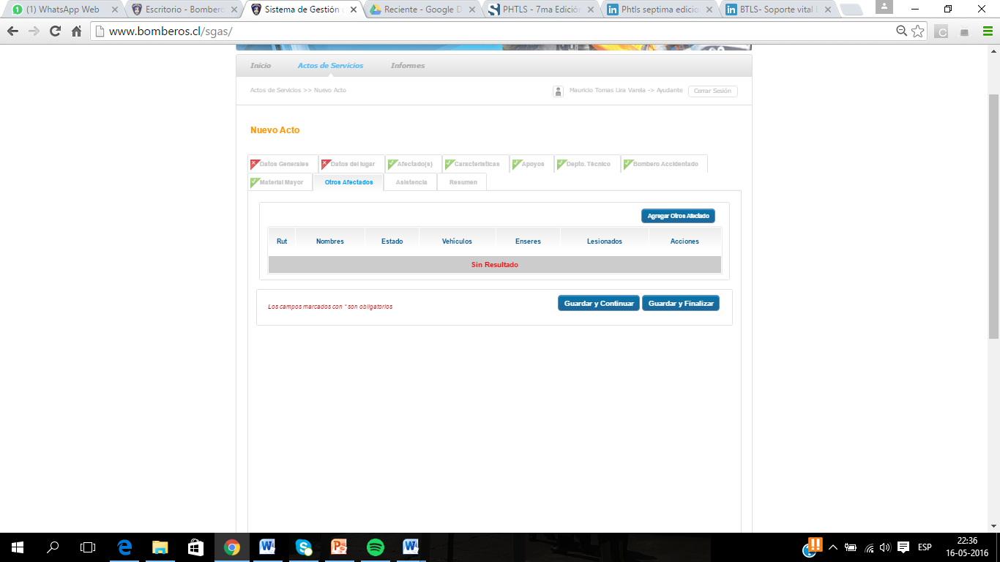 (1) WhatsApp Web
Escritorio - Bombero
Sistema de Gestión d
Reciente - Google D
PHTLS - 7ma Edición
Phtls septima edicio
BTLS- Soporte vital
www.bomberos.cl/sgas/
Inicio Actos de Servicios Informes
Actos de Servicios >> Nuevo Acto
Mauricio Tomas Lira Varela -> Ayudante Cerrar Sesión
Nuevo Acto
Datos Generales Datos del lugar Afectado(s) Características Apoyos Depto. Técnico Bombero Accidentado
Material Mayor Otros Afectados Asistencia Resumen
Agregar Otros Afectado
Rut Nombres Estado Vehículos Enseres Lesionados Acciones
Sin Resultado
Los campos marcados con * son obligatorios
Guardar y Continuar Guardar y Finalizar
ESP
22:36
16-05-2016